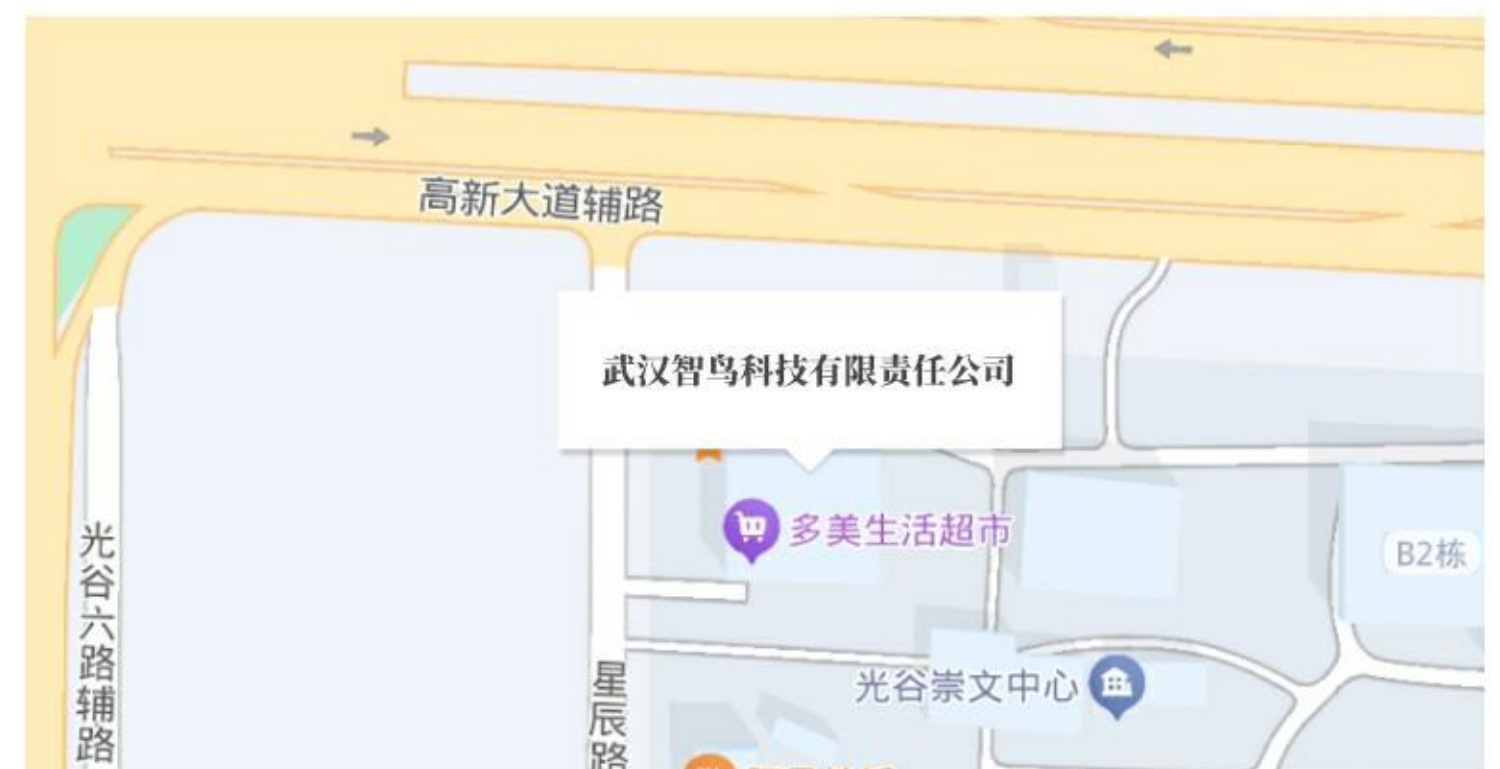 高新大道辅路
武汉智鸟科技有限责任公司
多美生活超市
B2栋
光谷六路辅路
光谷崇文中心
星辰路